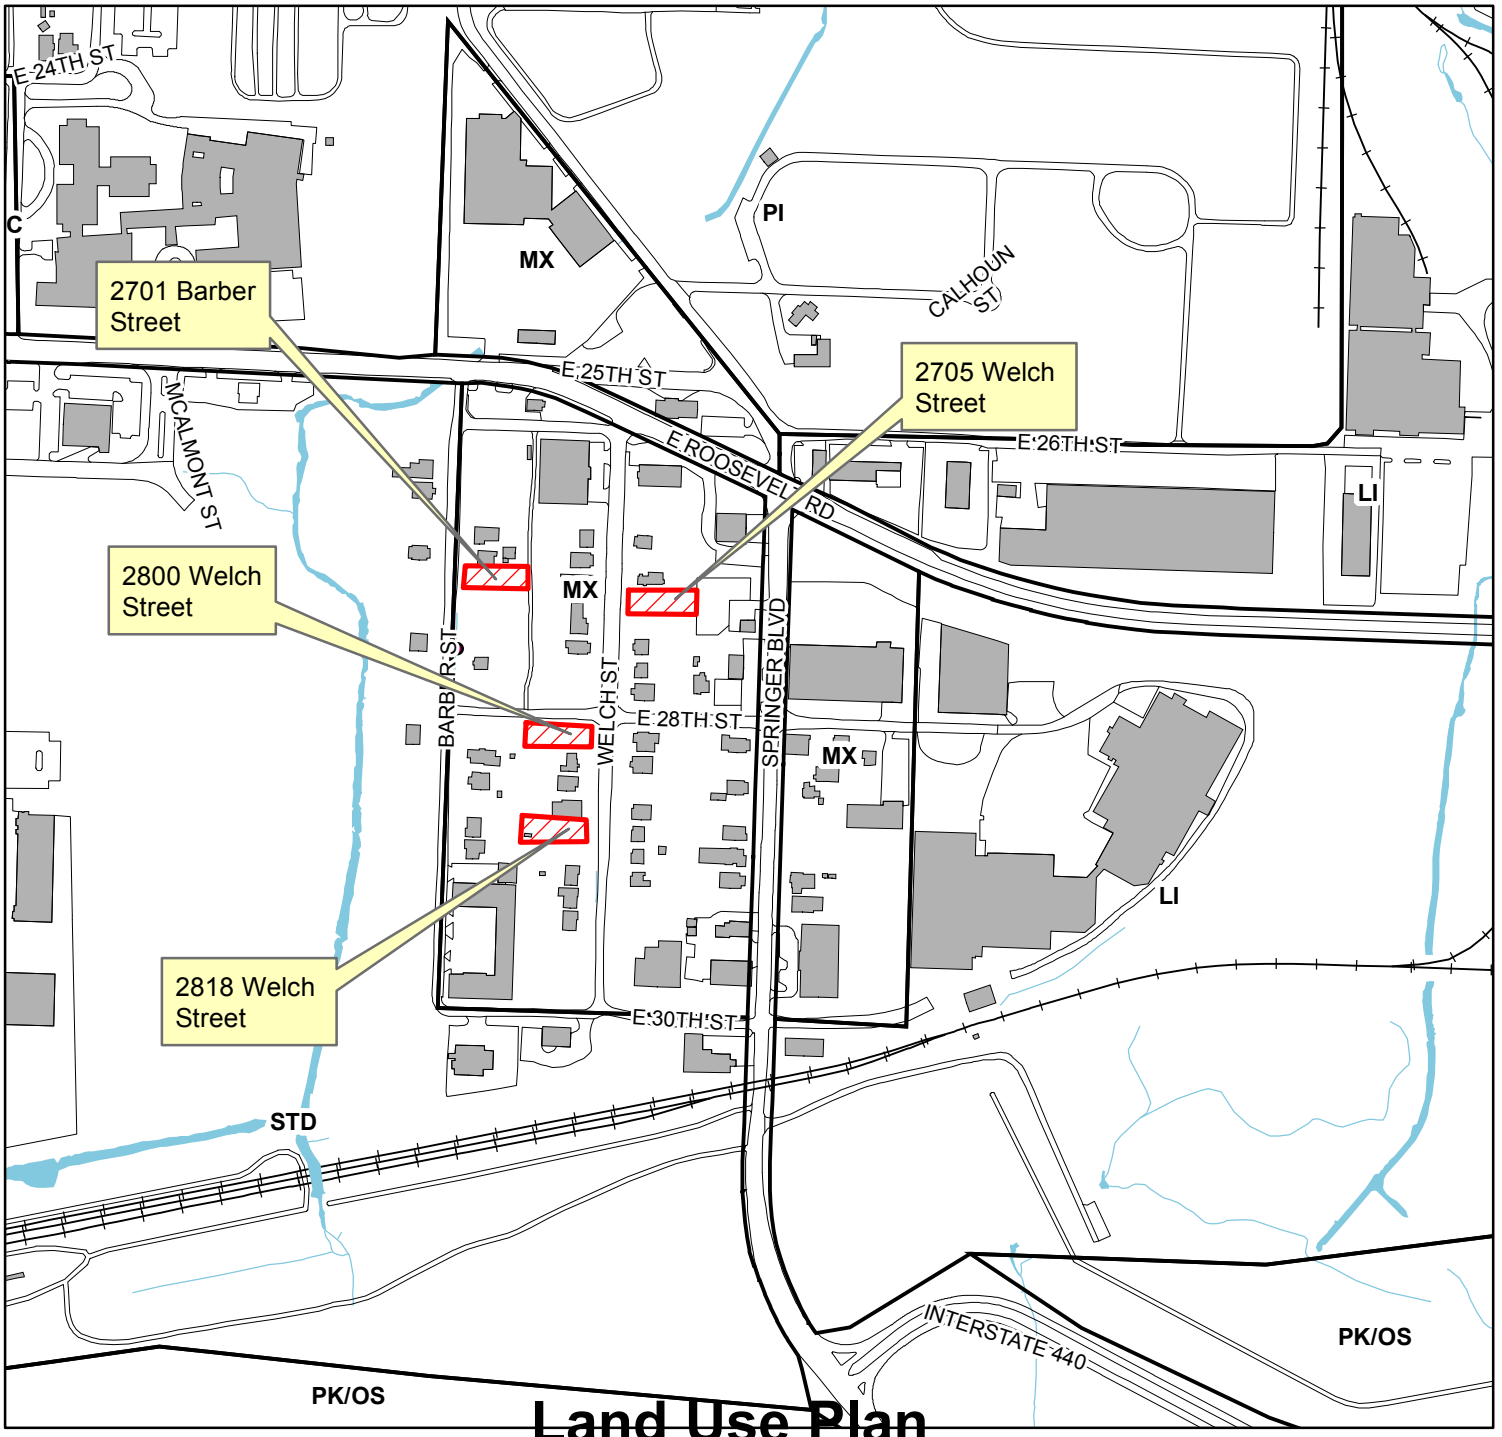 E 24TH ST
C
PI
MX
CALHOUN
ST
2701 Barber
Street
2705 Welch
Street
E 25TH ST
MCALMONT ST
E ROOSEVELT RD
E 26TH ST
LI
2800 Welch
Street
MX
BARBER ST
WELCH ST
SPRINGER BLVD
E 28TH ST
MX
LI
2818 Welch
Street
E 30TH ST
STD
INTERSTATE 440
PK/OS
PK/OS
Land Use Plan